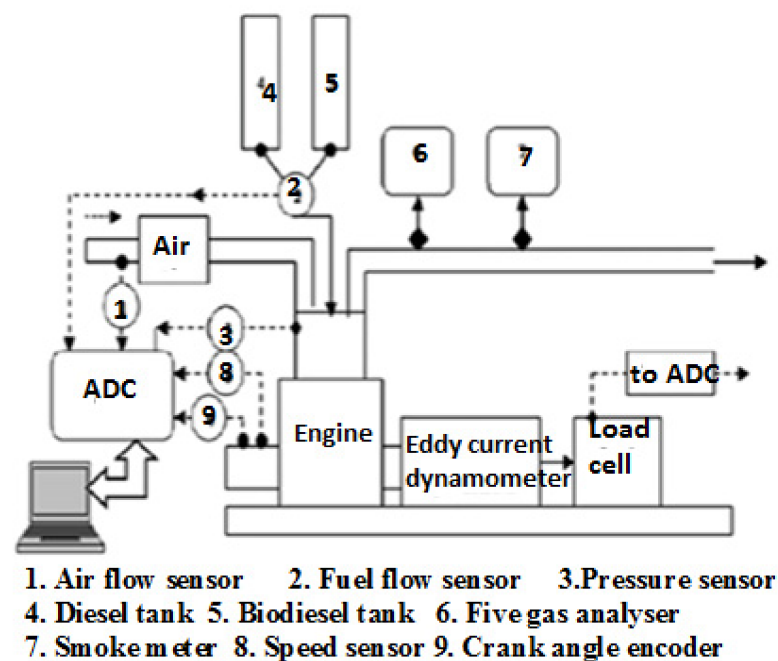 4
5
2
6
7
Air
1
3
to ADC
8
ADC
9
Engine
Eddy current
dynamometer
Load
cell
1. Air flow sensor 2. Fuel flow sensor 3.Pressure sensor
4. Diesel tank 5. Biodiesel tank 6. Five gas analyser
7. Smoke meter 8. Speed sensor 9. Crank angle encoder